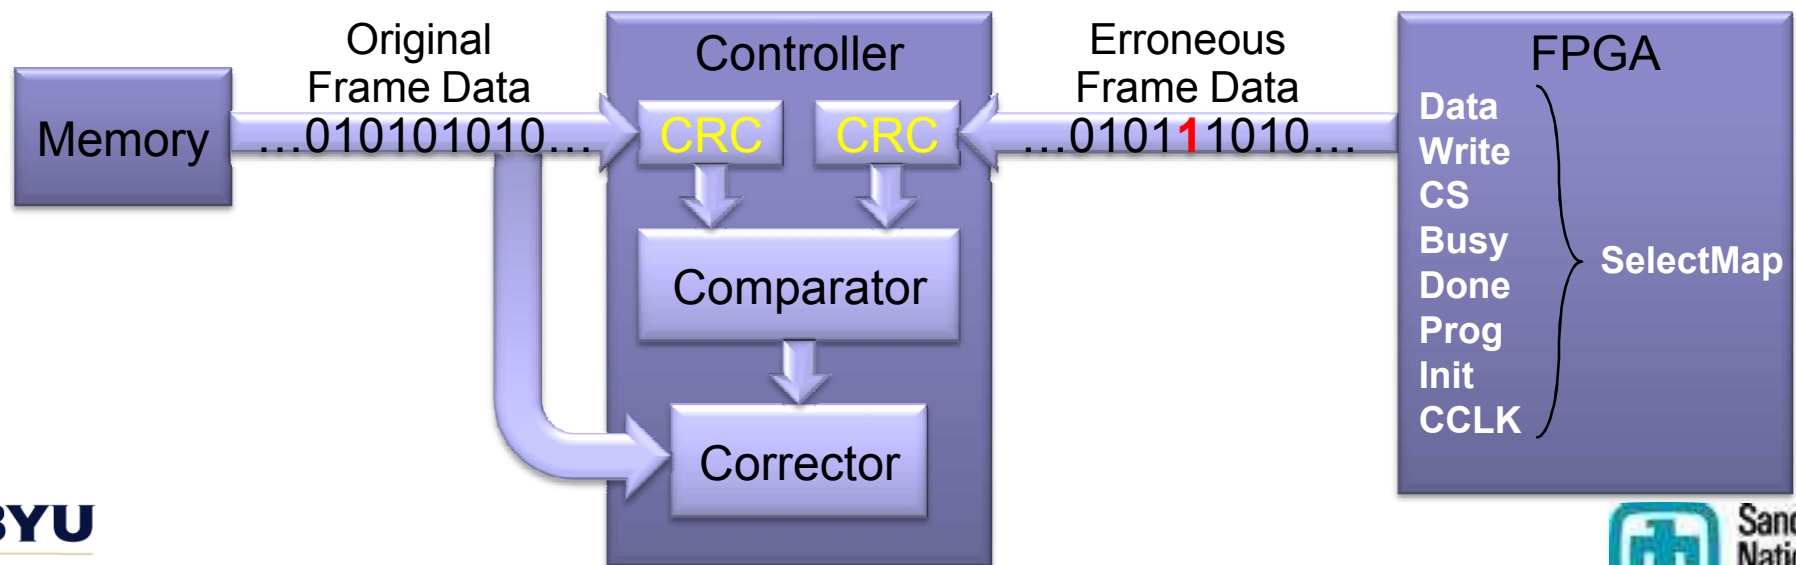 Original
Frame Data
Controller
Erroneous
Frame Data
FPGA
Memory
...010101010...
CRC
CRC
...010111010...
Data
Write
CS
Busy
Done
Prog
Init
CCLK
SelectMap
Comparator
Corrector
BYU